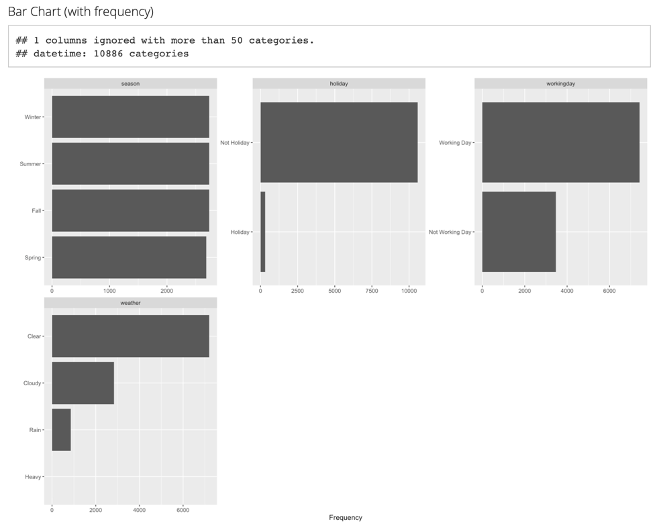 Bar Chart (with frequency)
## 1 columns ignored with more than 50 categories.
## datetime: 10886 categories
season
Winter
Summer
Fall
Spring
0 1000 2000
holiday
Not Holiday
Holiday
0 2500 5000 7500 10000
workingday
Working Day
Not Working Day
0 2000 4000 6000
weather
Clear
Cloudy
Rain
Heavy
0 2000 4000 6000
Frequency